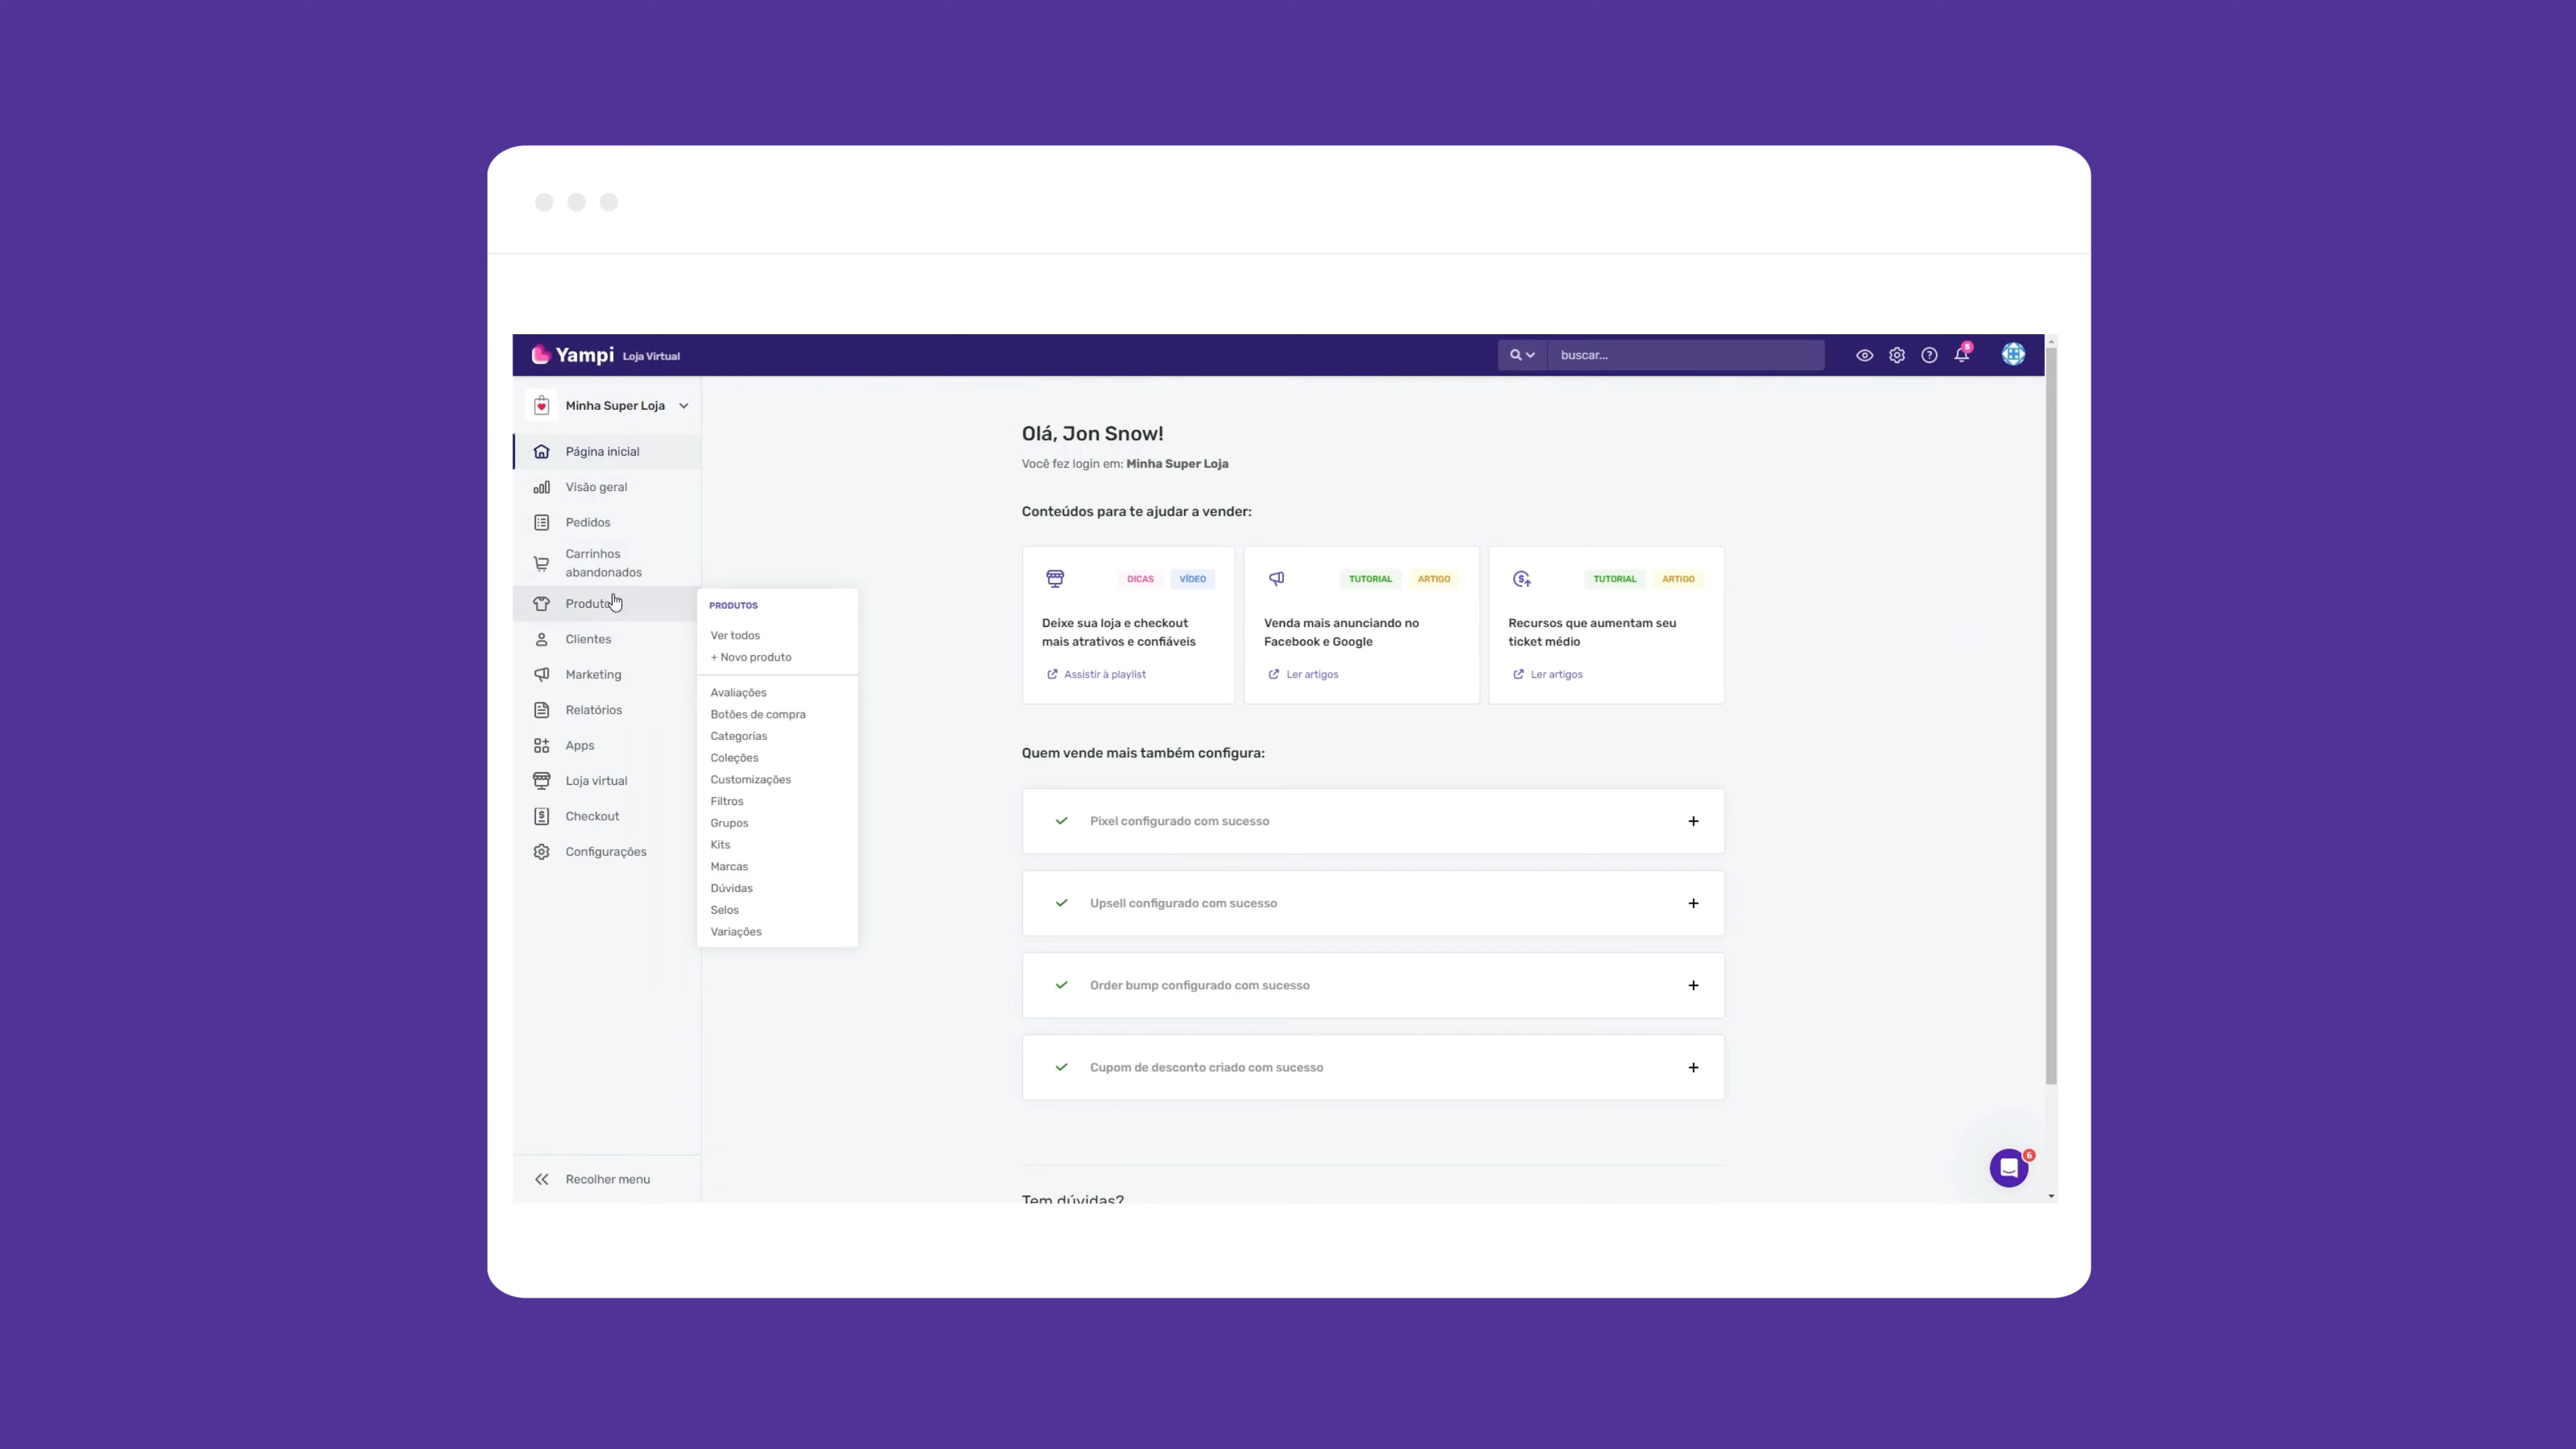 Yampi Loja Virtual
buscar...
5
Minha Super Loja
Página inicial
Visão geral
Pedidos
Carrinhos
abandonados
Produto
Clientes
Marketing
Relatórios
Apps
Loja virtual
Checkout
Configurações
Recolher menu
PRODUTOS
Ver todos
+ Novo produto
Avaliações
Botões de compra
Categorias
Coleções
Customizações
Filtros
Grupos
Kits
Marcas
Dúvidas
Selos
Variações
Olá, Jon Snow!
Você fez login em: Minha Super Loja
Conteúdos para te ajudar a vender:
DICAS VÍDEO
Deixe sua loja e checkout
mais atrativos e confiáveis
Assistir à playlist
TUTORIAL ARTIGO
Venda mais anunciando no
Facebook e Google
Ler artigos
TUTORIAL ARTIGO
Recursos que aumentam seu
ticket médio
Ler artigos
Quem vende mais também configura:
Pixel configurado com sucesso
Upsell configurado com sucesso
Order bump configurado com sucesso
Cupom de desconto criado com sucesso
Tem dúvidas?
6